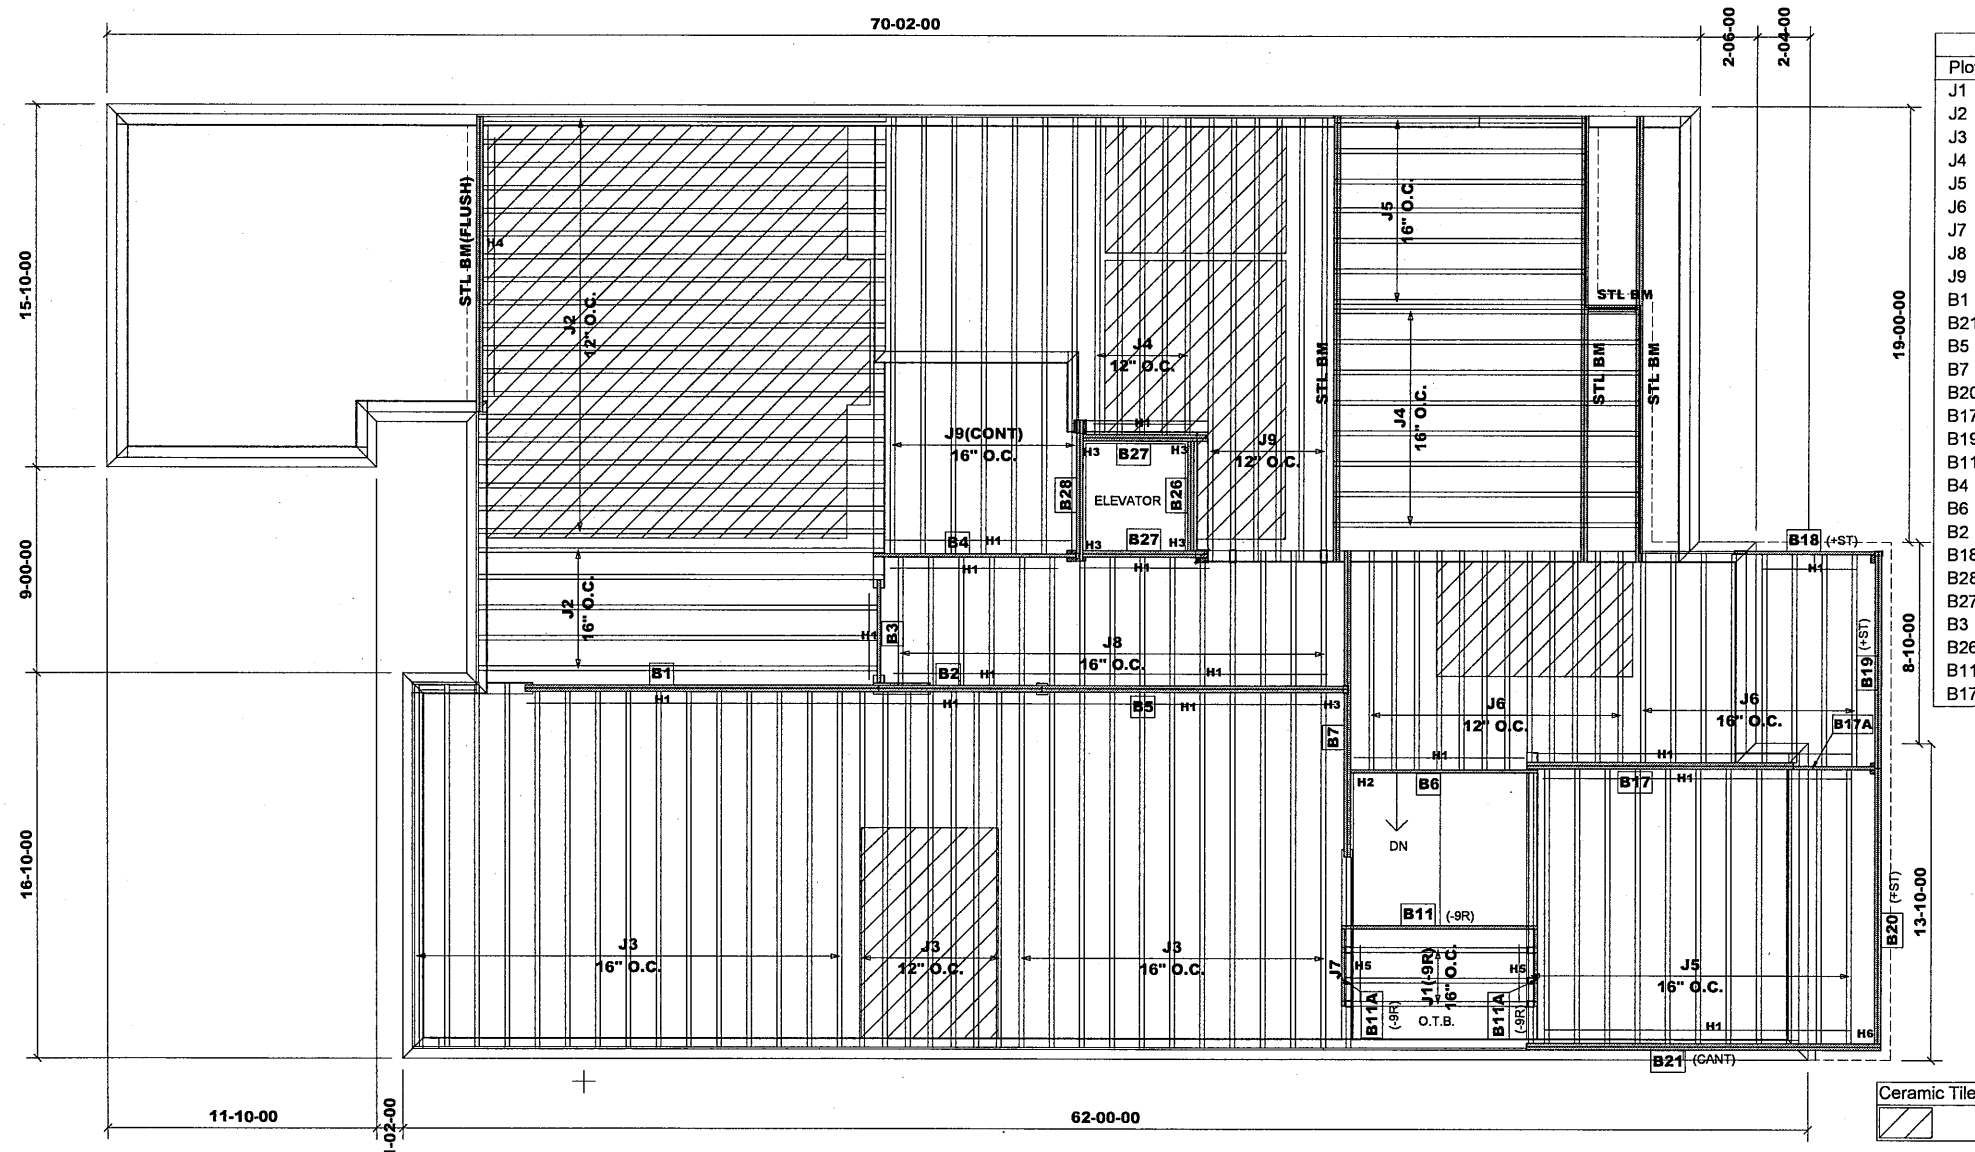 70-02-00
2-06-00
2-04-00
Plo
J1
J2
J3
J4
J5
J6
J7
J8
J9
B1
B21
B5
B7
B20
B17
B19
B11
B4
B6
B2
B18
B28
B27
B3
B26
B11
B17
15-10-00
9-00-00
16-10-00
STL BM(FLUSH)
H4
J2
12" O.C.
J2
16" O.C.
J9(CONT)
16" O.C.
J4
12" O.C.
H1
H3
B27
H3
ELEVATOR
B28
B26
H3
B27
H3
J9
12" O.C.
STL BM
J5
16" O.C.
J4
16" O.C.
STL BM
STL BM
STL BM
19-00-00
B18 (+ST)
H1
B4
H1
H1
H1
B3
H1
J8
16" O.C.
B1
B2
H1
H1
H1
H1
B5
H1
H3
B7
J6
12" O.C.
J6
16" O.C.
B19 (+ST)
8-10-00
B17A
H1
H1
H2
B6
B17
H1
DN
B11 (-9R)
J3
16" O.C.
J3
12" O.C.
J3
16" O.C.
J7
H5
J1(-9R)
16" O.C.
H5
B11A
(-9R)
O.T.B.
B11A
(-9R)
J5
16" O.C.
B20 (+ST)
13-10-00
H1
H6
B21 (CANT)
11-10-00
1-02-00
62-00-00
Ceramic Tile